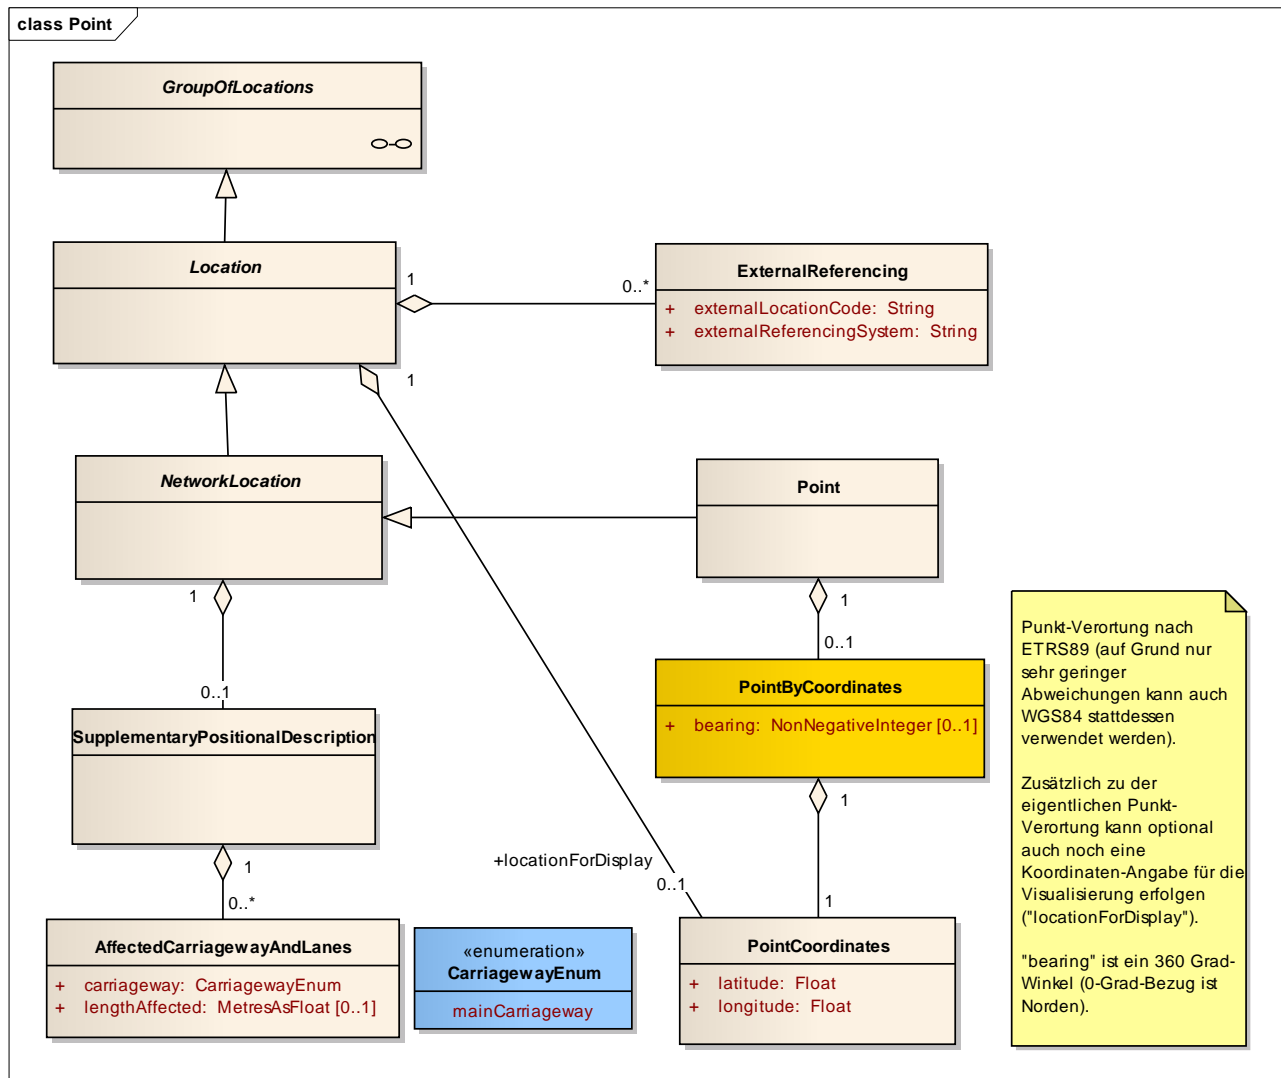 class Point
GroupOfLocations
Location
1
0..*
ExternalReferencing
+ externalLocationCode: String
+ externalReferencingSystem: String
1
NetworkLocation
Point
1
0..1
1
0..1
PointByCoordinates
+ bearing: NonNegativeInteger [0..1]
SupplementaryPositionalDescription
1
0..*
1
1
+locationForDisplay
0..1
AffectedCarriagewayAndLanes
+ carriageway: CarriagewayEnum
+ lengthAffected: MetresAsFloat [0..1]
«enumeration»
CarriagewayEnum
mainCarriageway
PointCoordinates
+ latitude: Float
+ longitude: Float
Punkt-Verortung nach
ETRS89 (auf Grund nur
sehr geringer
Abweichungen kann auch
WGS84 stattdessen
verwendet werden).
Zusätzlich zu der
eigentlichen Punkt-
Verortung kann optional
auch noch eine
Koordinaten-Angabe für die
Visualisierung erfolgen
("locationForDisplay").
"bearing" ist ein 360 Grad-
Winkel (0-Grad-Bezug ist
Norden).